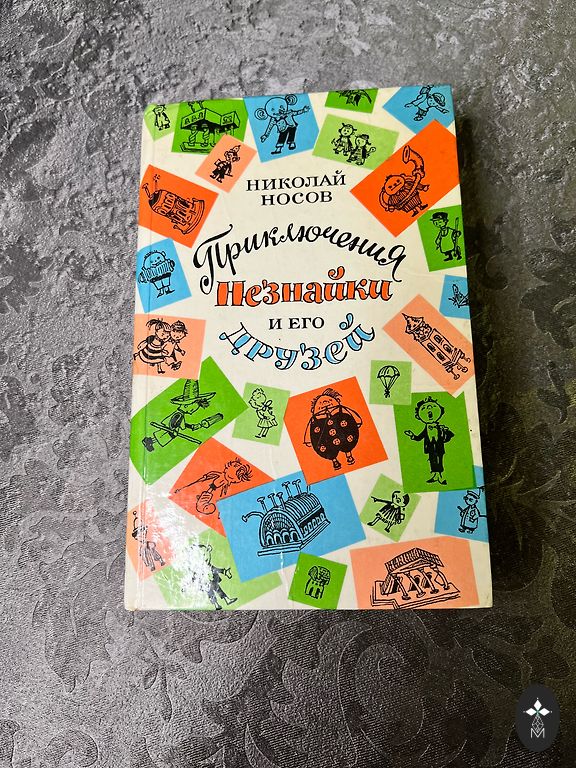 НИКОЛАЙ
НОСОВ
Приключения
Незнайки
И ЕГО
друзей